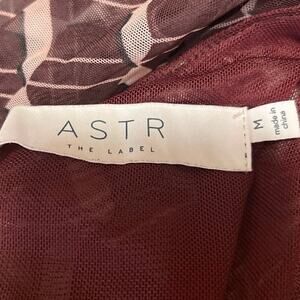 ASTR
THE LABEL
M
made in
china